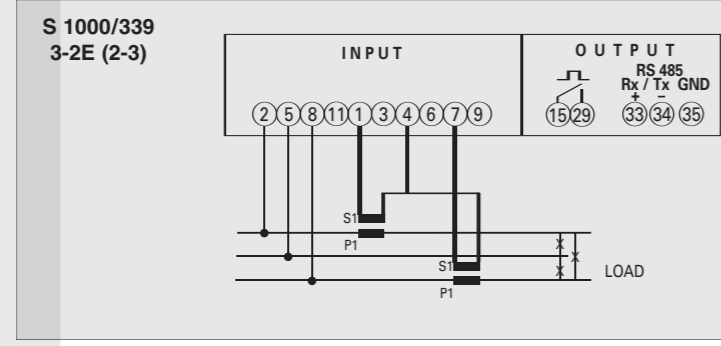 S 1000/339
3-2E (2-3)
INPUT
OUTPUT
RS 485
Rx / Tx GND
+ –
2 5 8 11 1 3 4 6 7 9
15 29 33 34 35
S1
P1
S1
P1
LOAD